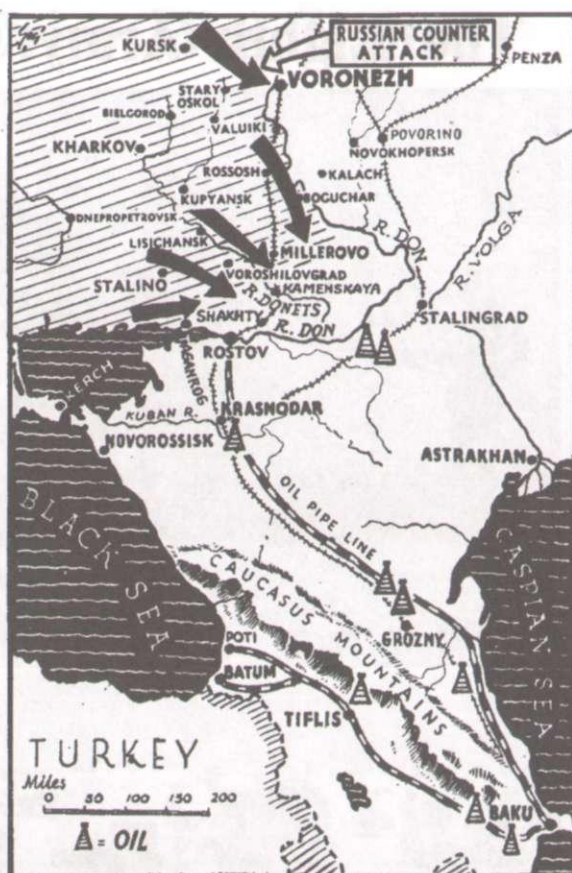 KURSK
RUSSIAN COUNTER
ATTACK
PENZA
VORONEZH
STARY
OSKOL
BIELGOROD
VALUIKI
POVORINO
KHARKOV
NOVOKHOPERSK
ROSSOSH
KALACH
KUPYANSK
BOGUCHAR
DNEPROPETROVSK
R. DON
R. VOLGA
LISICHANSK
MILLEROVO
VOROSHILOVGRAD
STALINO
KAMENSKAYA
R. DONETS
SHAKHTY
R. DON
STALINGRAD
ROSTOV
TAGANROG
KERCH
KUBAN R.
KRASNODAR
NOVOROSSISK
ASTRAKHAN
OIL PIPE LINE
BLACK SEA
CASPIAN SEA
CAUCASUS MOUNTAINS
GROZNY
POTI
BATUM
TIFLIS
TURKEY
Miles
0 50 100 150 200
BAKU
= OIL